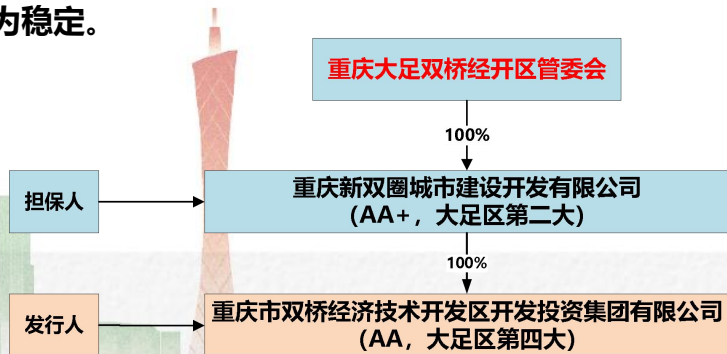 为稳定。
重庆大足双桥经开区管委会
100%
担保人
重庆新双圈城市建设开发有限公司
（AA+，大足区第二大）
100%
发行人
重庆市双桥经济技术开发区开发投资集团有限公司
（AA，大足区第四大）